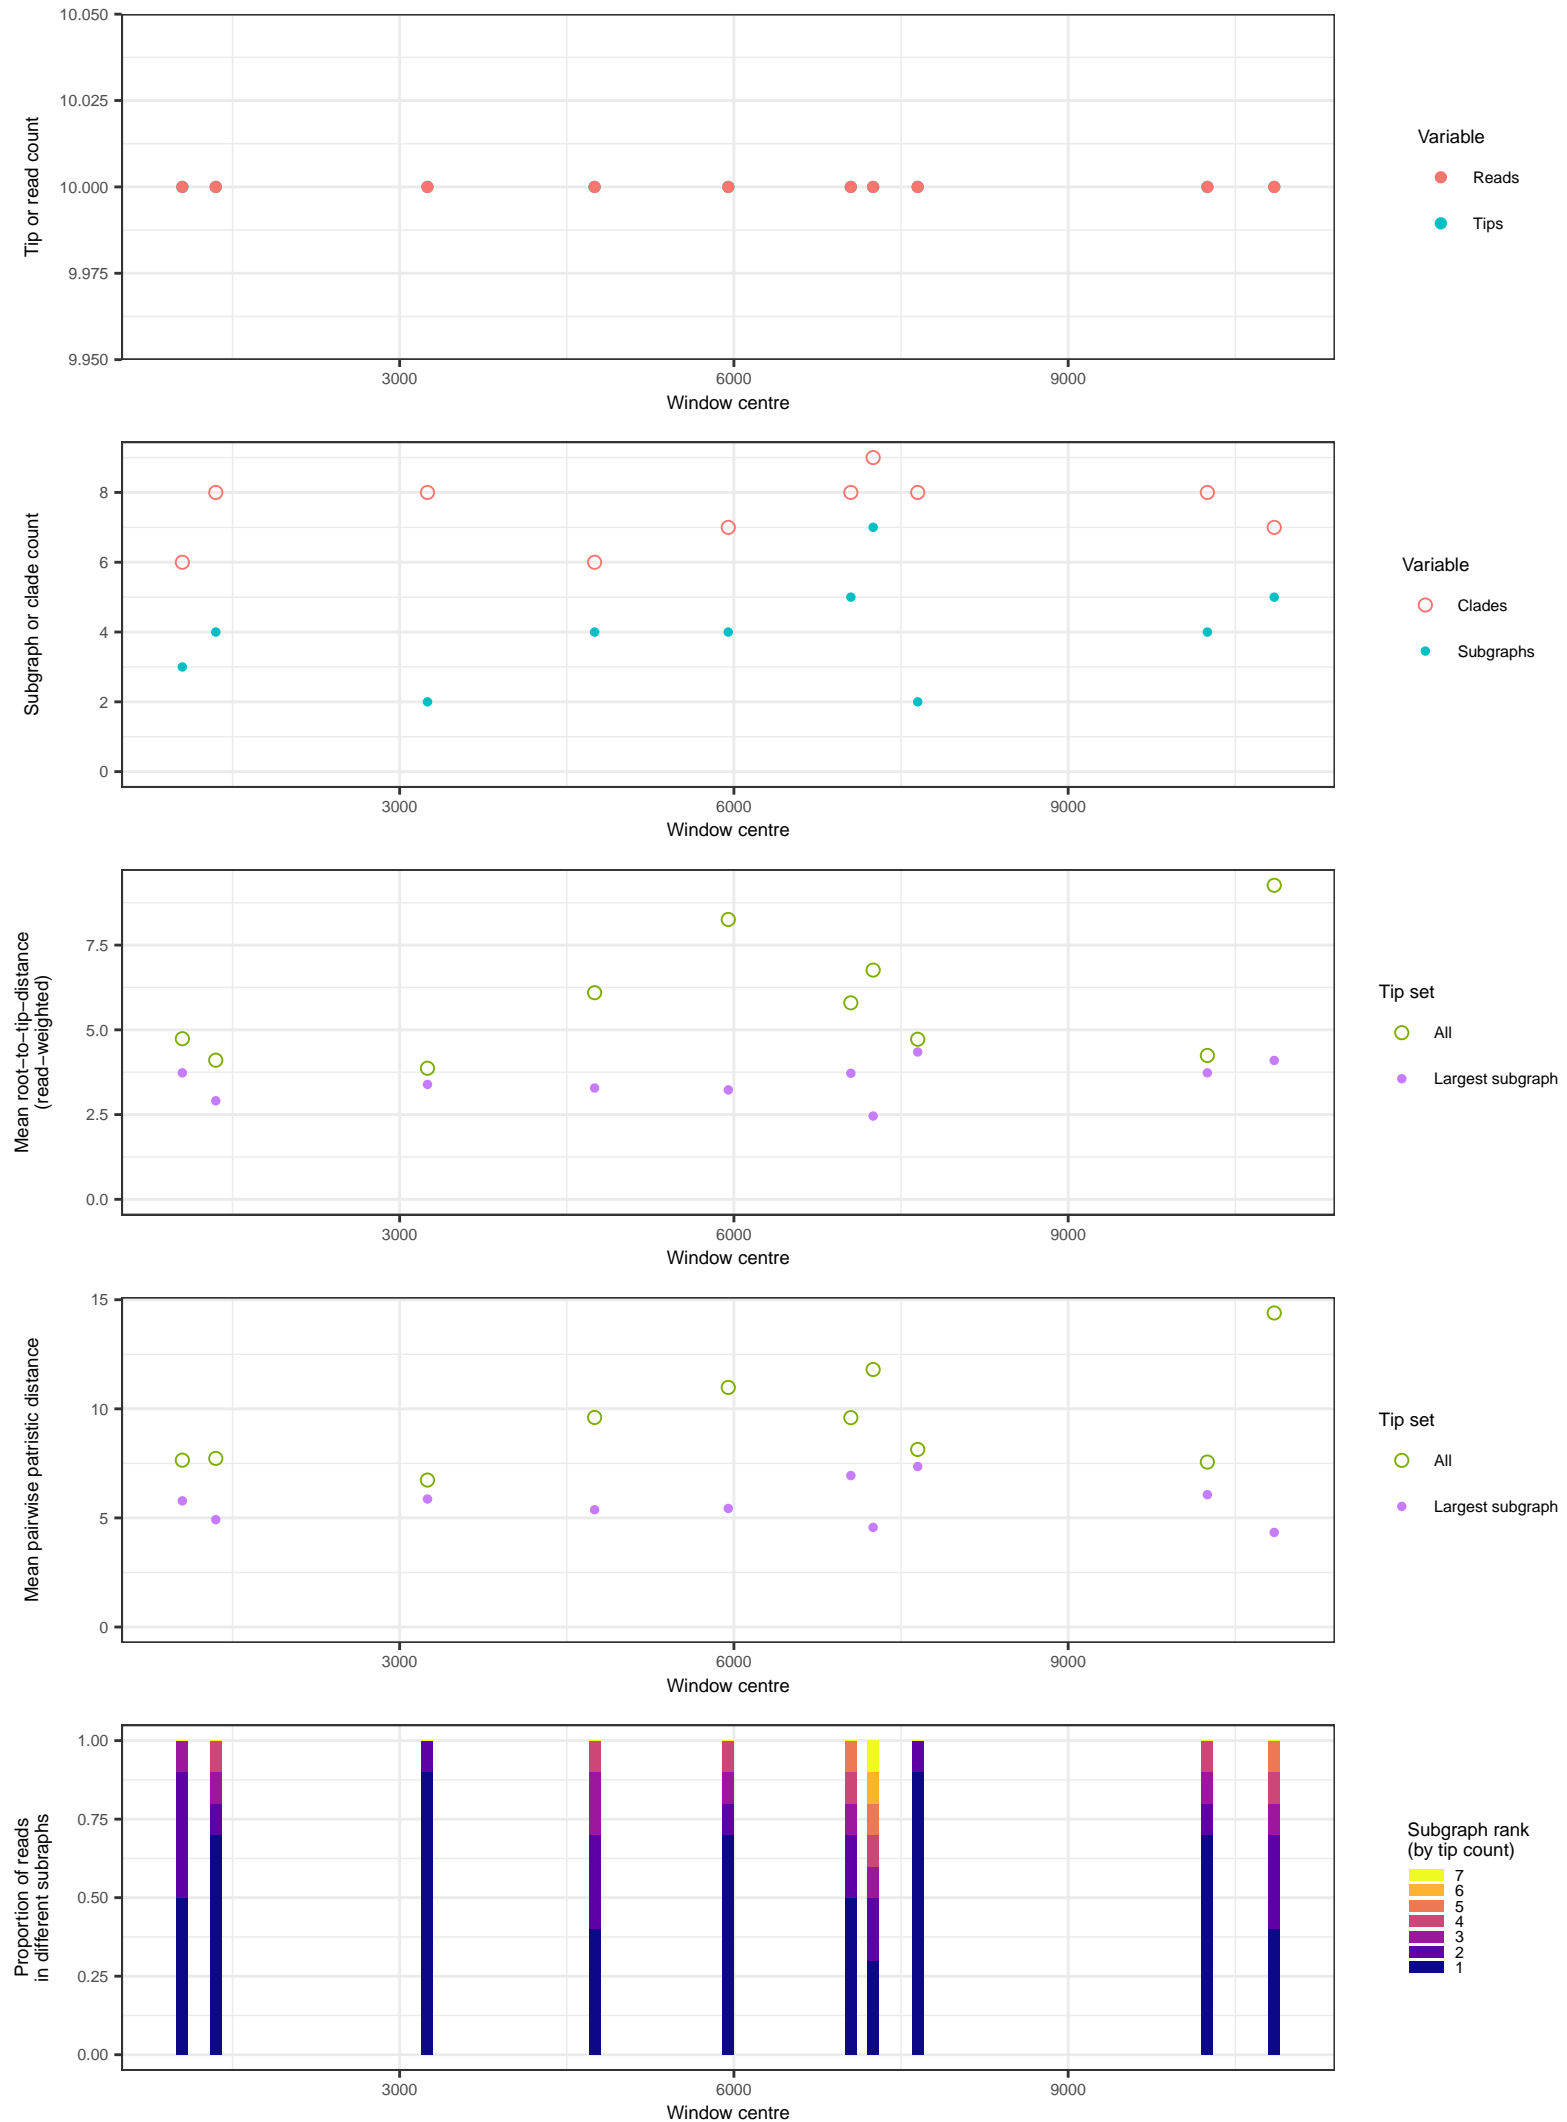 10.050
10.025
10.000
9.975
9.950
Tip or read count
3000 6000 9000
Window centre
Variable
Reads
Tips
8
6
4
2
0
Subgraph or clade count
3000 6000 9000
Window centre
Variable
Clades
Subgraphs
7.5
5.0
2.5
0.0
Mean root−to−tip−distance
(read−weighted)
3000 6000 9000
Window centre
Tip set
All
Largest subgraph
15
10
5
0
Mean pairwise patristic distance
3000 6000 9000
Window centre
Tip set
All
Largest subgraph
1.00
0.75
0.50
0.25
0.00
Proportion of reads
in different subraphs
3000 6000 9000
Window centre
Subgraph rank
(by tip count)
7
6
5
4
3
2
1